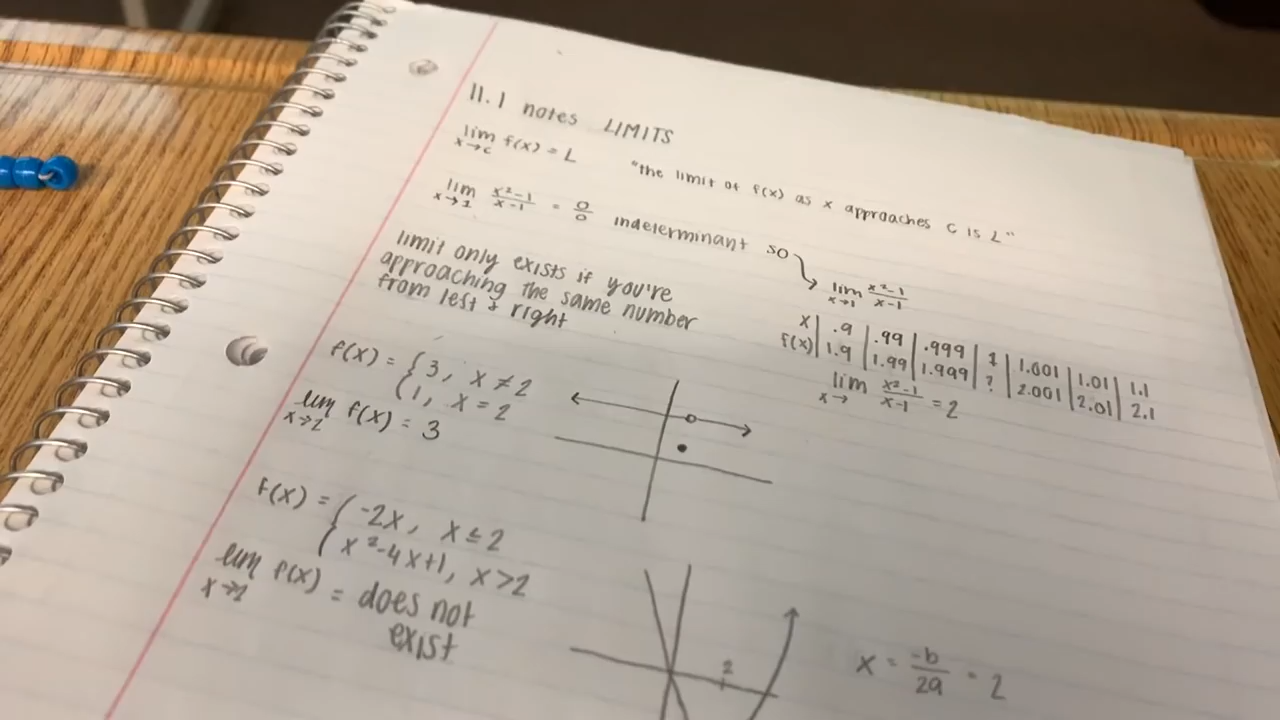 11.1 notes LIMITS
lim x→c f(x) = L "the limit of f(x) as x approaches c is L"
lim x→1 x²-1/x-1 = 0/0 indeterminant so
lim x→1 x²-1/x-1
limit only exists if you're
approaching the same number
from left & right
x | .9 | .99 | .999 | 1 | 1.001 | 1.01 | 1.1
f(x) | 1.9 | 1.99 | 1.999 | ? | 2.001 | 2.01 | 2.1
lim x→ x²-1/x-1 = 2
f(x) = { 3, x ≠ 2
1, x = 2
lim x→2 f(x) = 3
f(x) = { -2x, x ≤ 2
x²-4x+1, x > 2
lim x→2 f(x) = does not
exist
2
x = -b/2a = 2